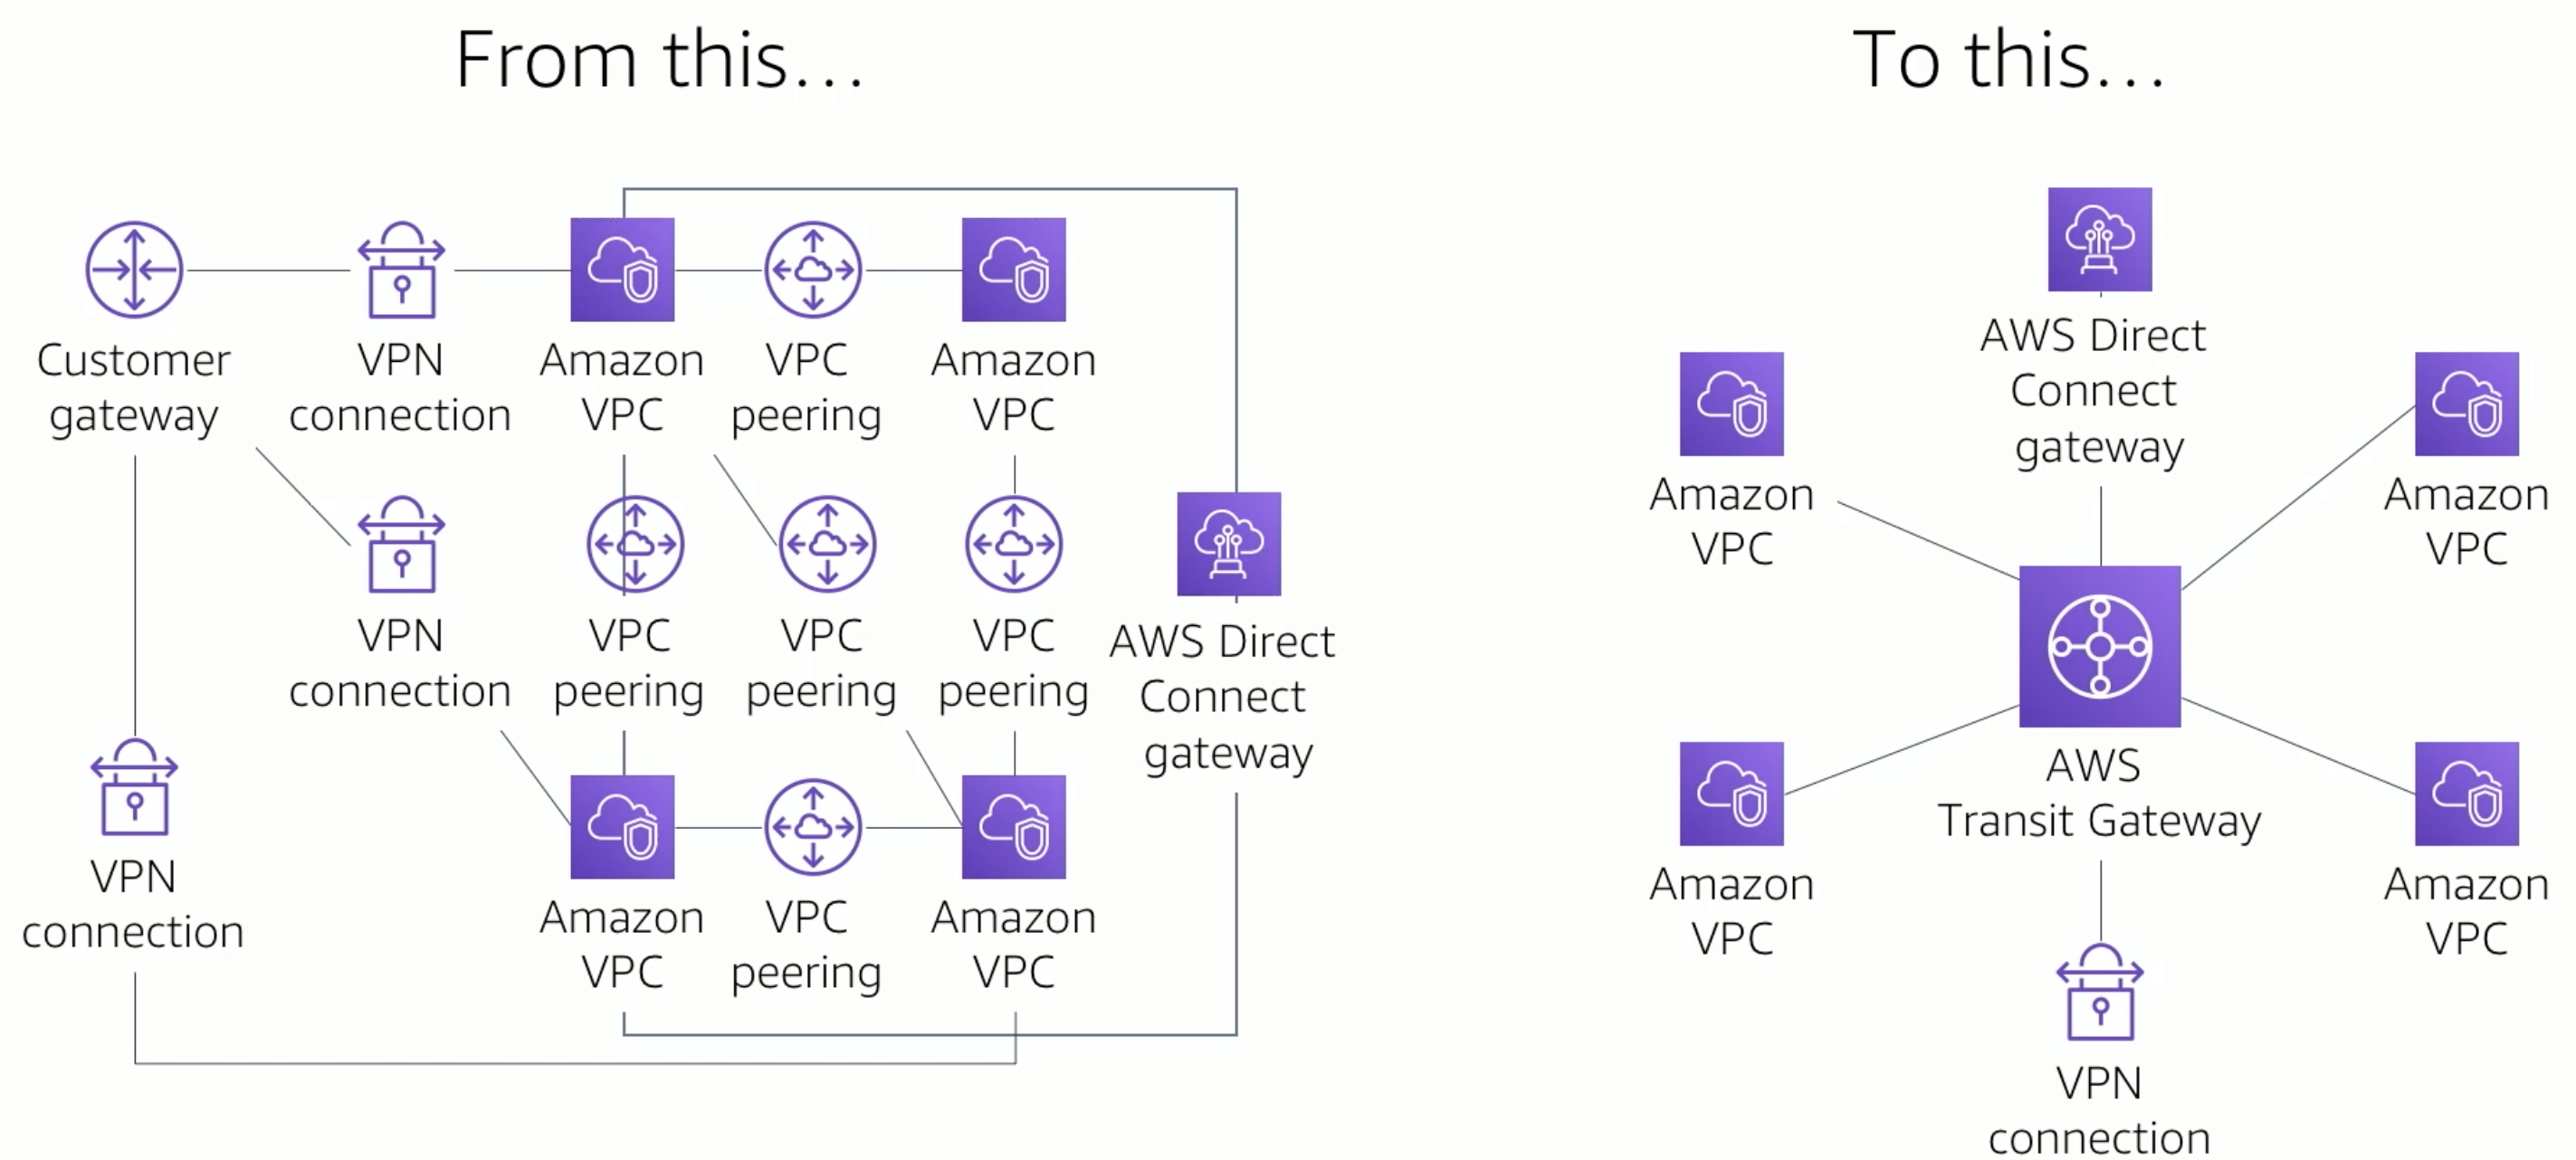 From this...
To this...
Customer
gateway
VPN
connection
Amazon
VPC
VPC
peering
Amazon
VPC
VPN
connection
VPC
peering
VPC
peering
VPC
peering
AWS Direct
Connect
gateway
VPN
connection
Amazon
VPC
VPC
peering
Amazon
VPC
AWS Direct
Connect
gateway
Amazon
VPC
Amazon
VPC
AWS
Transit Gateway
Amazon
VPC
Amazon
VPC
VPN
connection